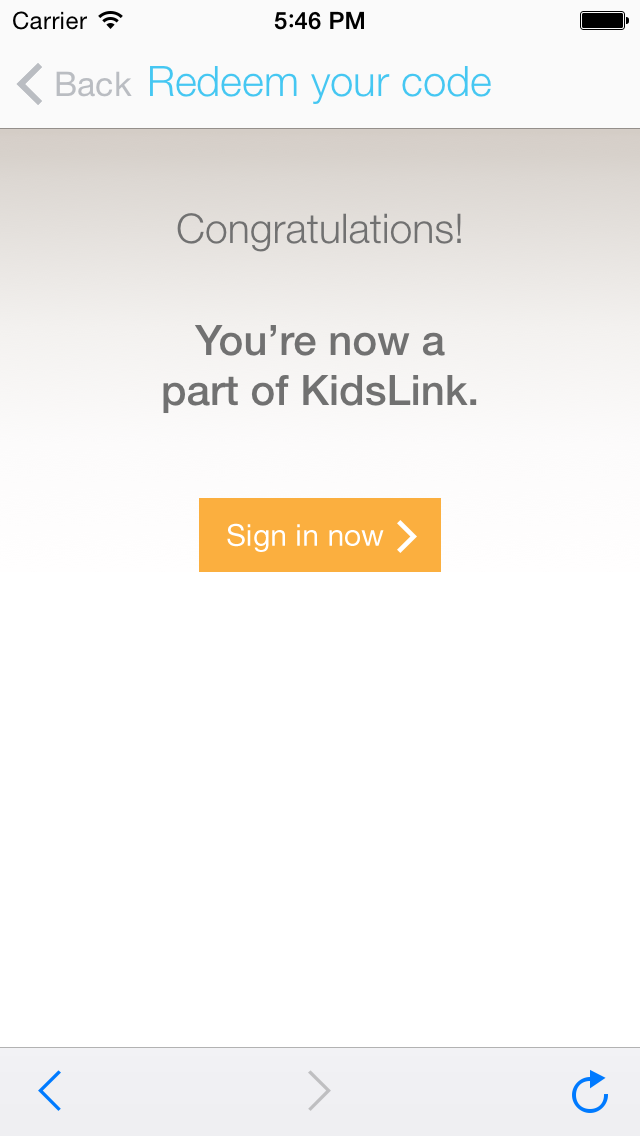 Carrier 5:46 PM
Back Redeem your code
Congratulations!
You’re now a
part of KidsLink.
Sign in now